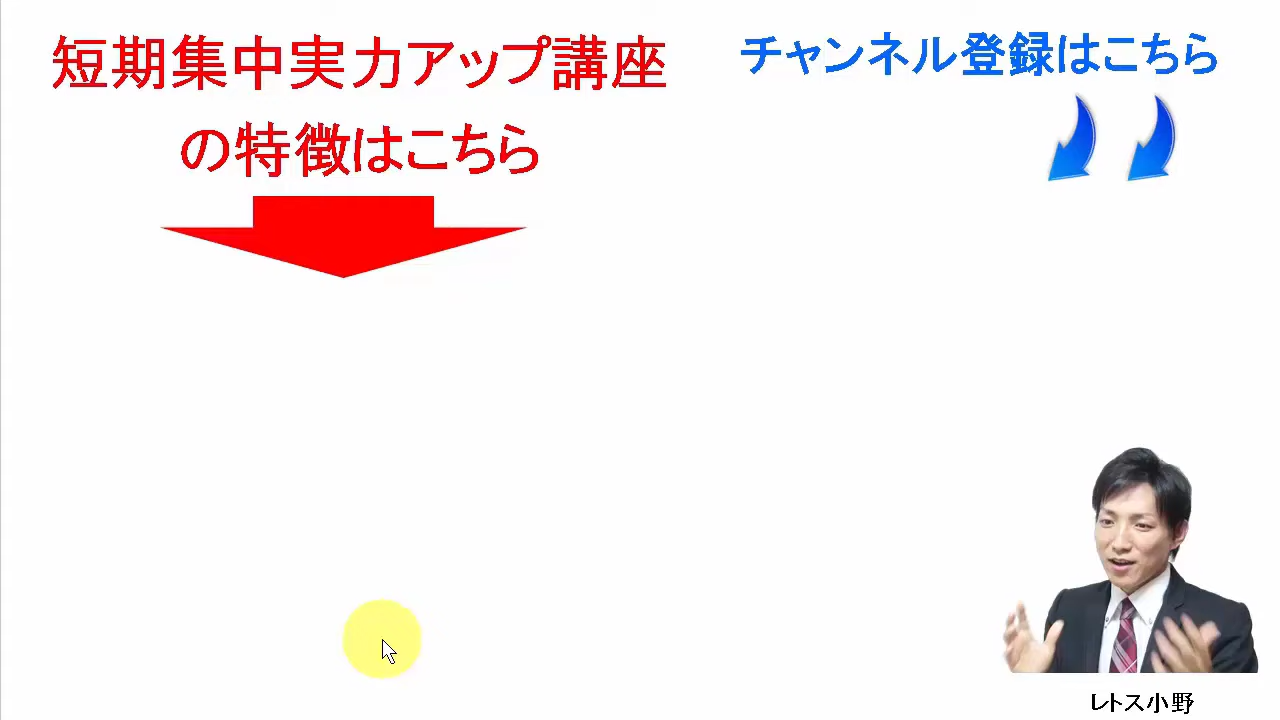 短期集中実力アップ講座
の特徴はこちら
チャンネル登録はこちら
レトス小野